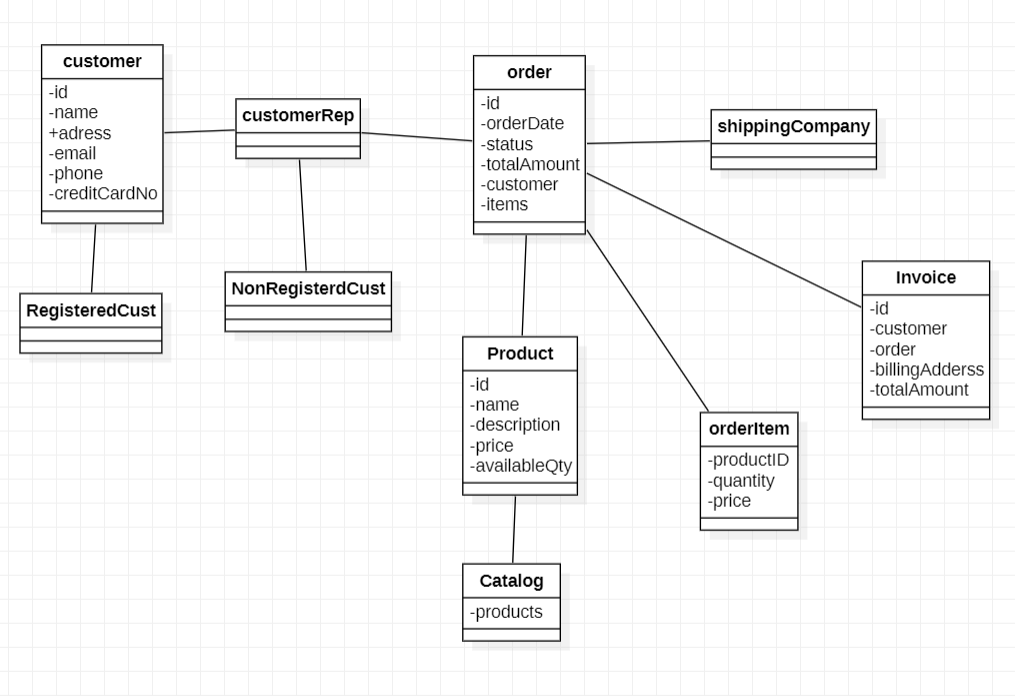 customer
-id
-name
+adress
-email
-phone
-creditCardNo
customerRep
order
-id
-orderDate
-status
-totalAmount
-customer
-items
shippingCompany
RegisteredCust
NonRegisterdCust
Invoice
-id
-customer
-order
-billingAdderss
-totalAmount
Product
-id
-name
-description
-price
-availableQty
orderItem
-productID
-quantity
-price
Catalog
-products